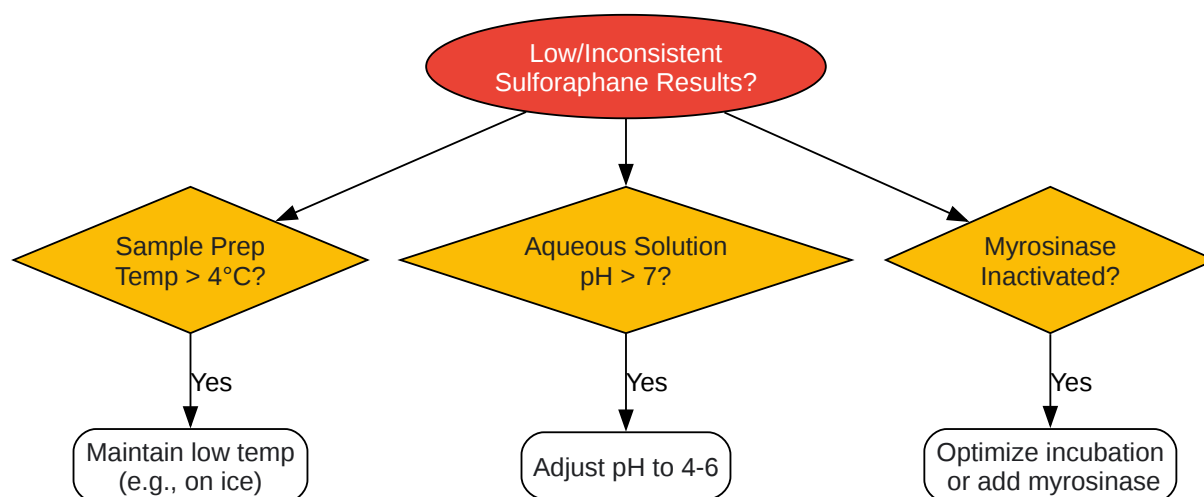 Low/Inconsistent
Sulforaphane Results?
Sample Prep
Temp > 4°C?
Aqueous Solution
pH > 7?
Myrosinase
Inactivated?
Yes
Yes
Yes
Maintain low temp
(e.g., on ice)
Adjust pH to 4-6
Optimize incubation
or add myrosinase